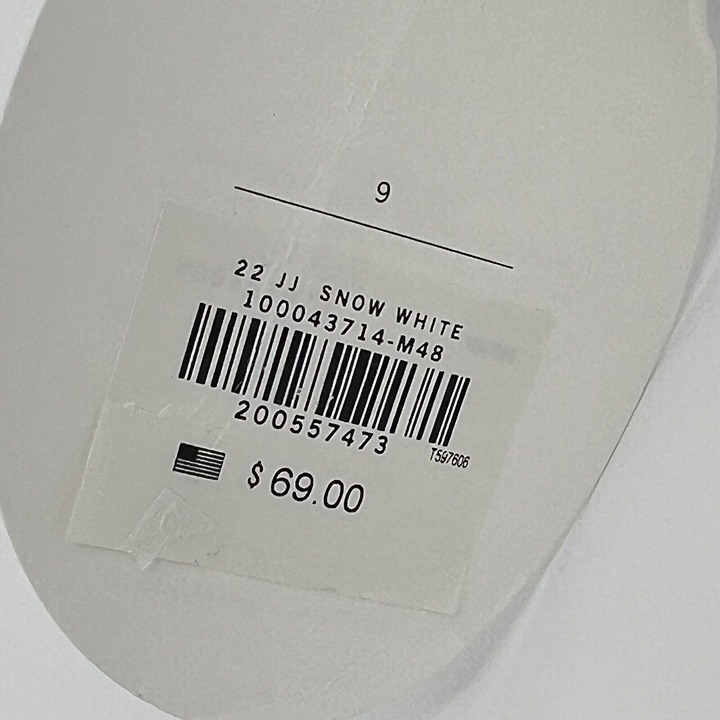 9
22 JJ SNOW WHITE
100043714-M48
200557473
T597606
$69.00